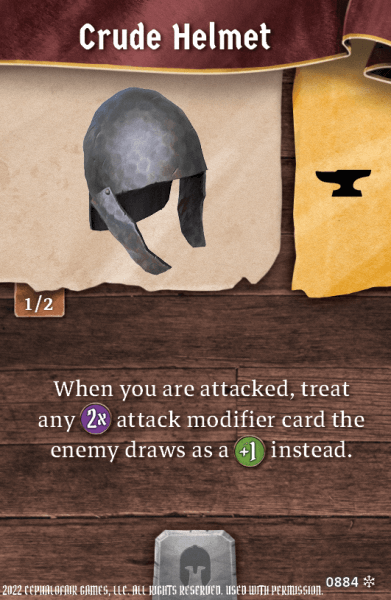 Crude Helmet
1/2
When you are attacked, treat
any 2x attack modifier card the
enemy draws as a +1 instead.
0884
2022 CEPHALOFAIR GAMES, LLC. ALL RIGHTS RESERVED. USED WITH PERMISSION.